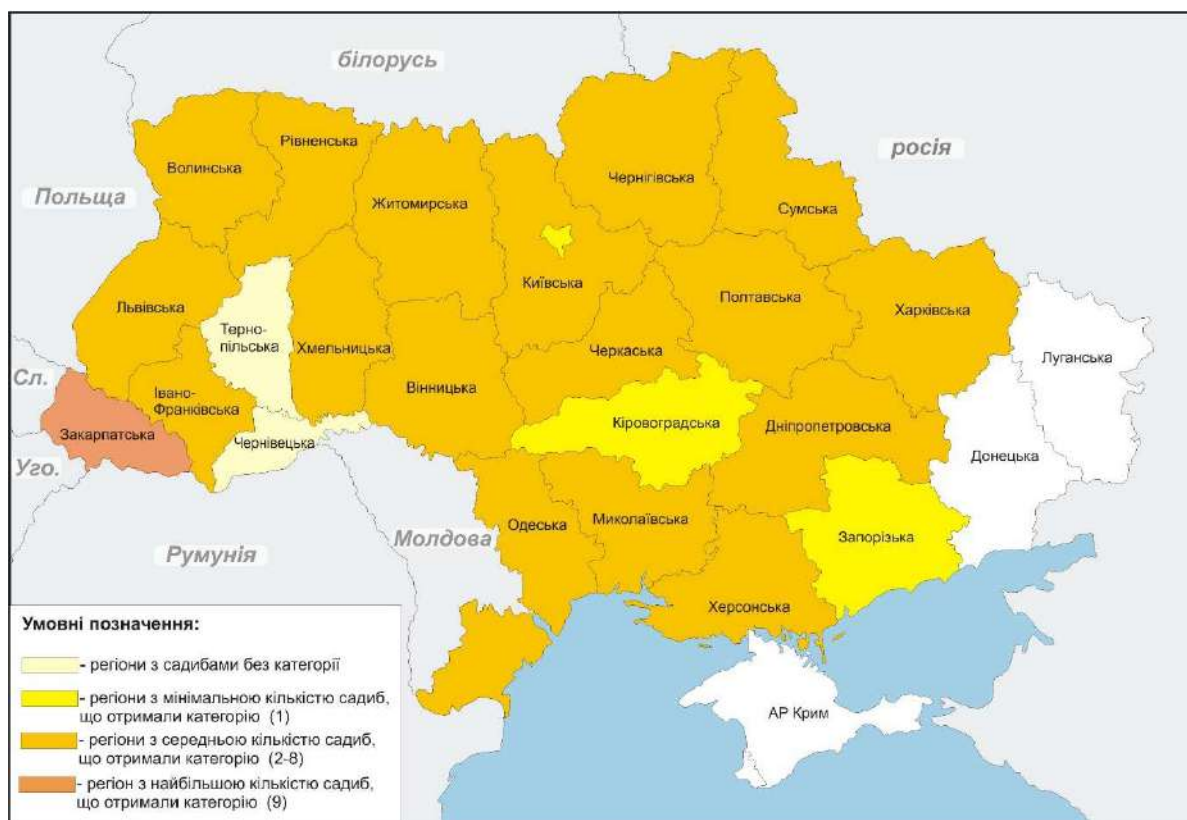 білорусь
росія
Польща
Сл.
Уго.
Румунія
Молдова
Волинська
Рівненська
Житомирська
Чернігівська
Сумська
Київська
Львівська
Терно-
пільська
Хмельницька
Вінницька
Черкаська
Полтавська
Харківська
Луганська
Івано-
Франківська
Закарпатська
Чернівецька
Кіровоградська
Дніпропетровська
Донецька
Одеська
Миколаївська
Запорізька
Херсонська
АР Крим
Умовні позначення:
- регіони з садибами без категорії
- регіони з мінімальною кількістю садиб,
що отримали категорію (1)
- регіони з середньою кількістю садиб,
що отримали категорію (2-8)
- регіон з найбільшою кількістю садиб,
що отримали категорію (9)